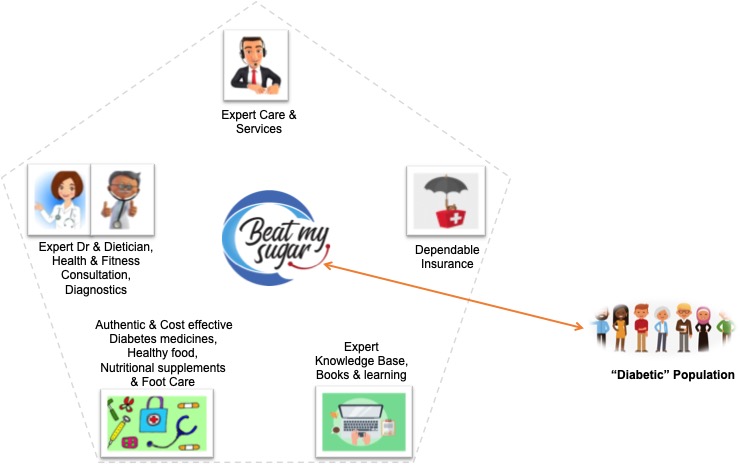 Expert Care &
Services
Expert Dr & Dietician,
Health & Fitness
Consultation,
Diagnostics
Beat my
sugar
Dependable
Insurance
Authentic & Cost effective
Diabetes medicines,
Healthy food,
Nutritional supplements
& Foot Care
Expert
Knowledge Base,
Books & learning
“Diabetic” Population